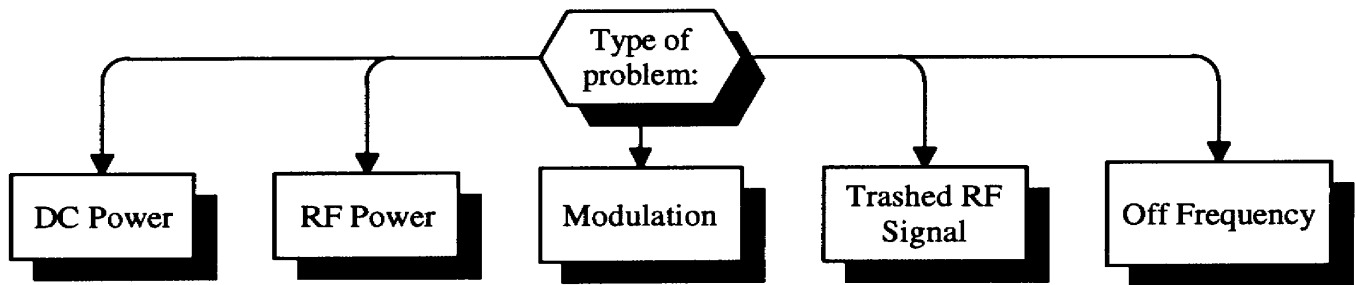 Type of
problem:
DC Power
RF Power
Modulation
Trashed RF
Signal
Off Frequency